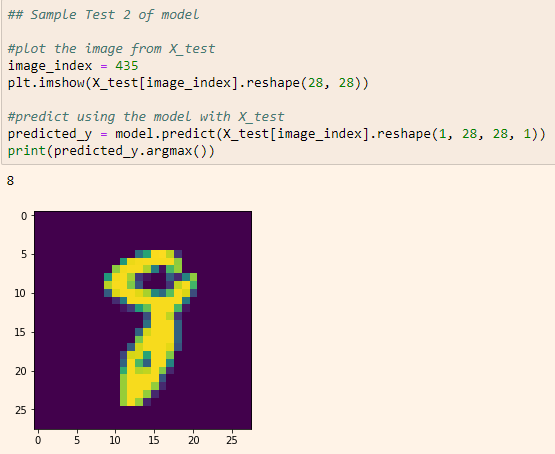 ## Sample Test 2 of model
#plot the image from X_test
image_index = 435
plt.imshow(X_test[image_index].reshape(28, 28))
#predict using the model with X_test
predicted_y = model.predict(X_test[image_index].reshape(1, 28, 28, 1))
print(predicted_y.argmax())
8
0
5
10
15
20
25
0 5 10 15 20 25